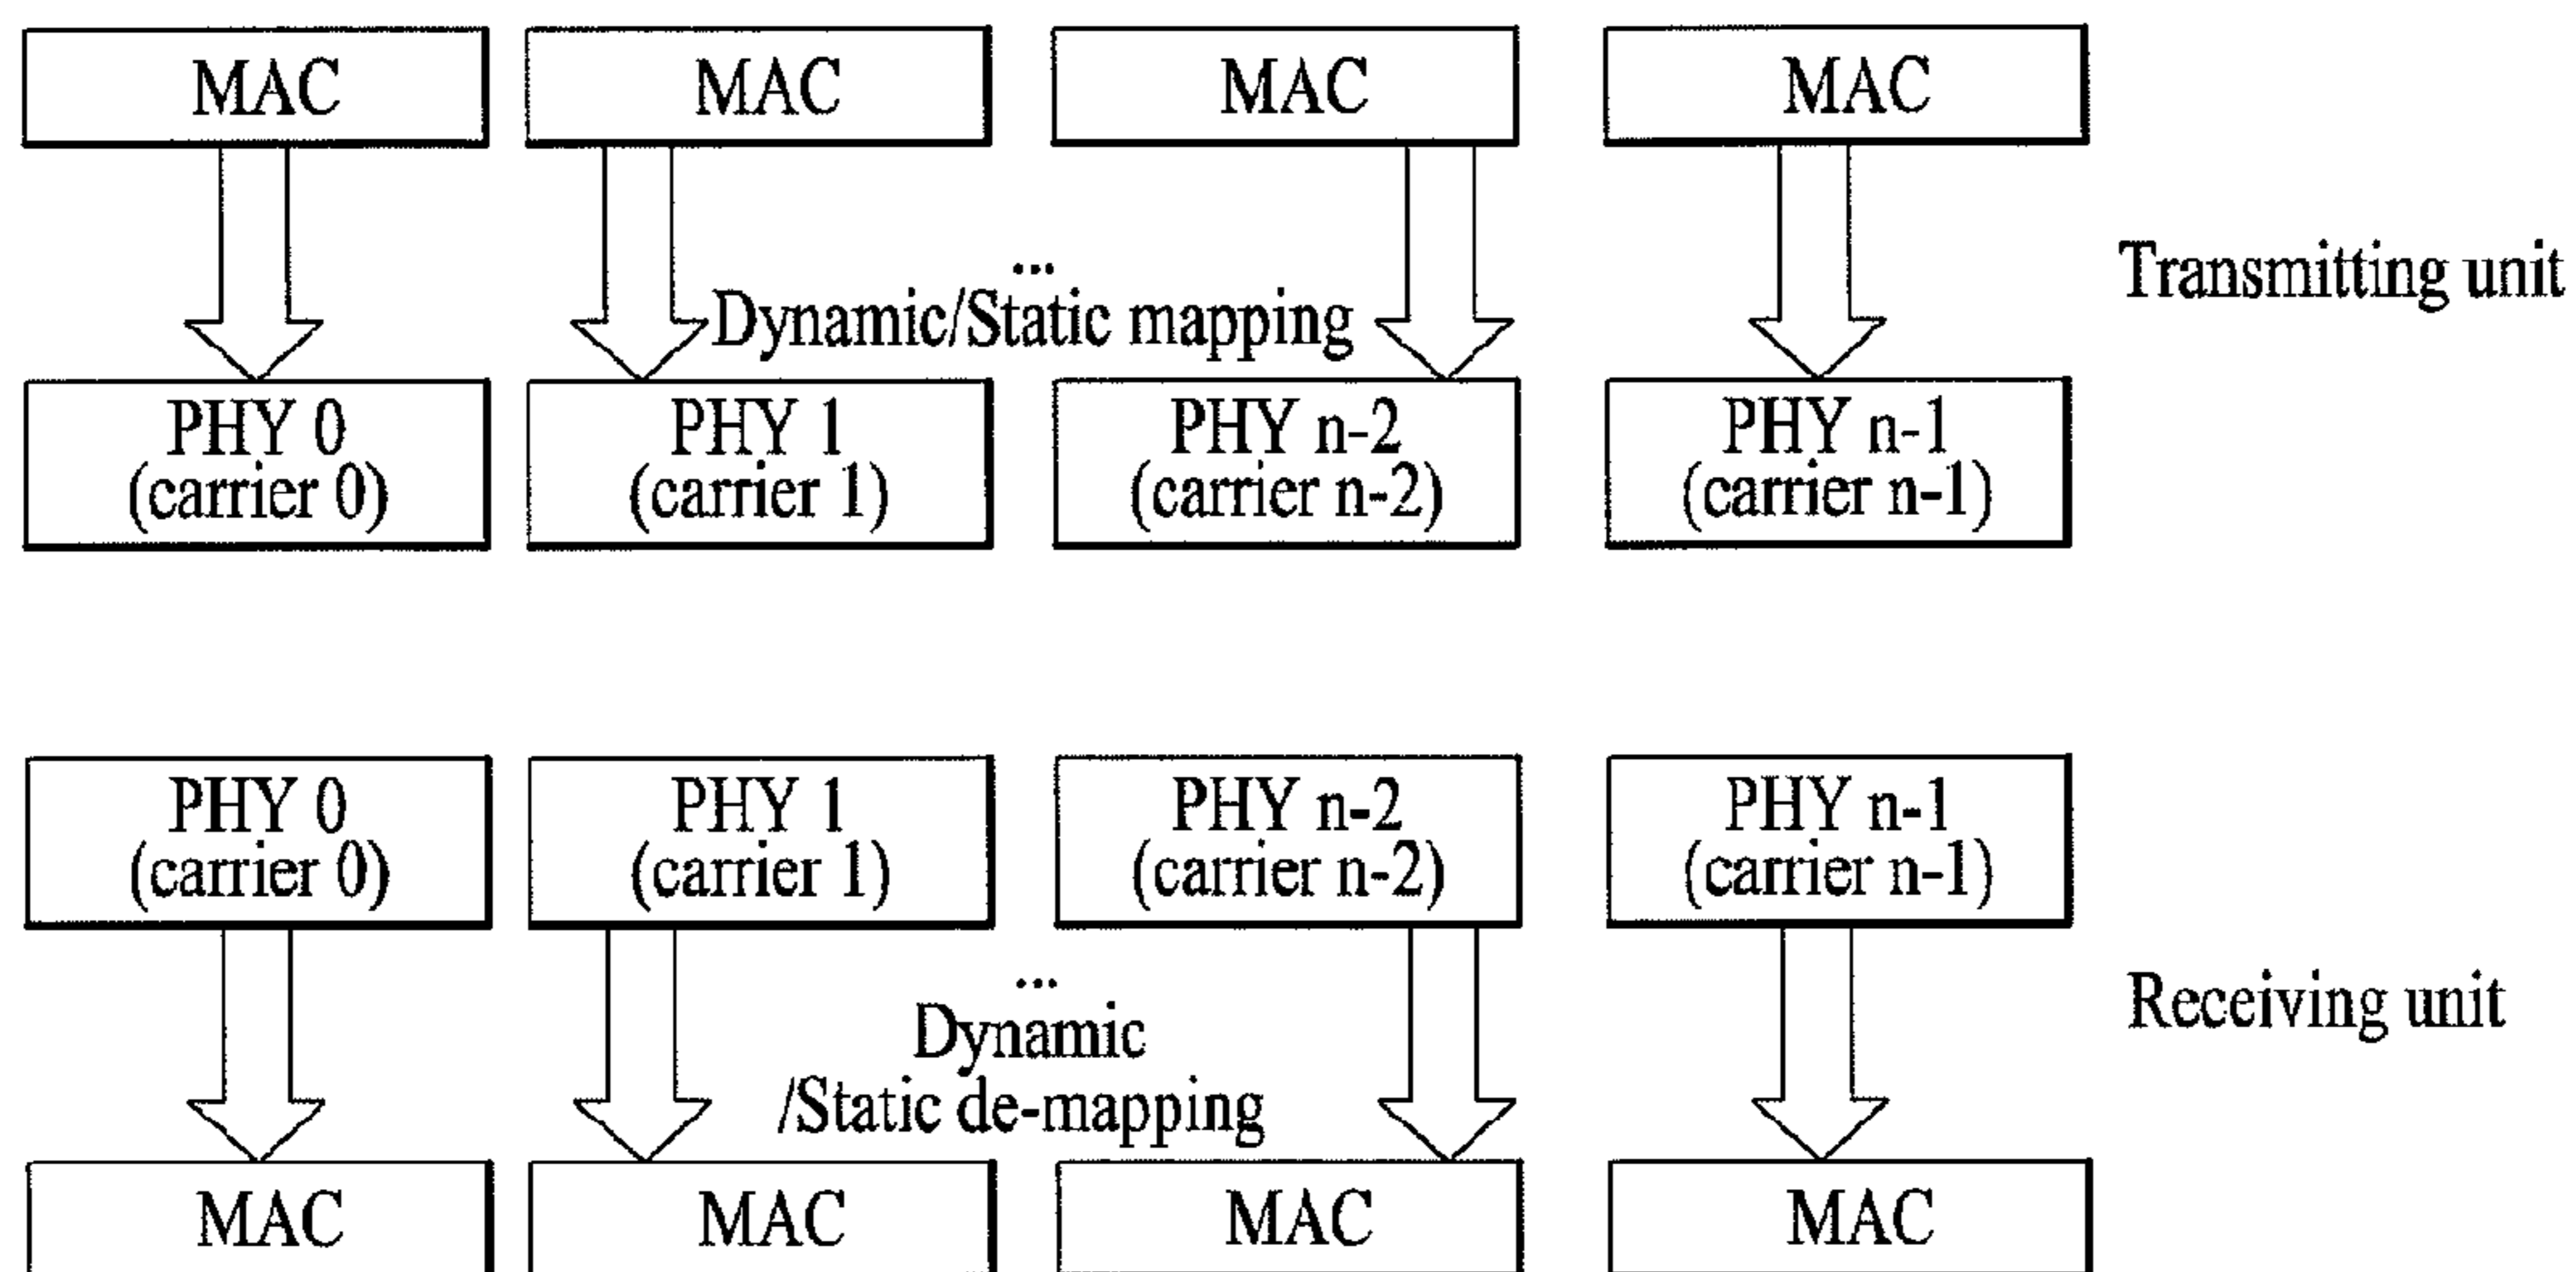 MAC MAC MAC MAC
...
Dynamic/Static mapping
Transmitting unit
PHY 0 PHY 1 PHY n-2 PHY n-1
(carrier 0) (carrier 1) (carrier n-2) (carrier n-1)
PHY 0 PHY 1 PHY n-2 PHY n-1
(carrier 0) (carrier 1) (carrier n-2) (carrier n-1)
...
Dynamic
/Static de-mapping
Receiving unit
MAC MAC MAC MAC